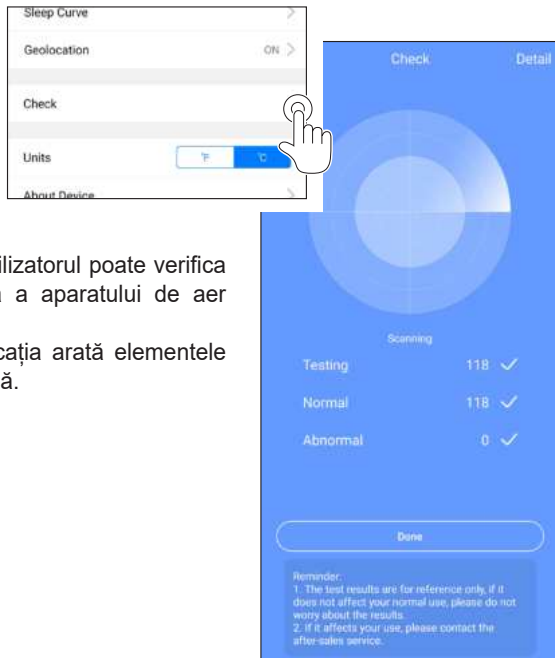 Sleep Curve
Geolocation ON
Check
Units °F °C
About Device
ilizatorul poate verifica
a aparatului de aer
cația arată elementele
ă.
Check Detail
Scanning
Testing 118
Normal 118
Abnormal 0
Done
Reminder:
1. The test results are for reference only, if it
does not affect your normal use, please do not
worry about the results.
2. If it affects your use, please contact the
after-sales service.